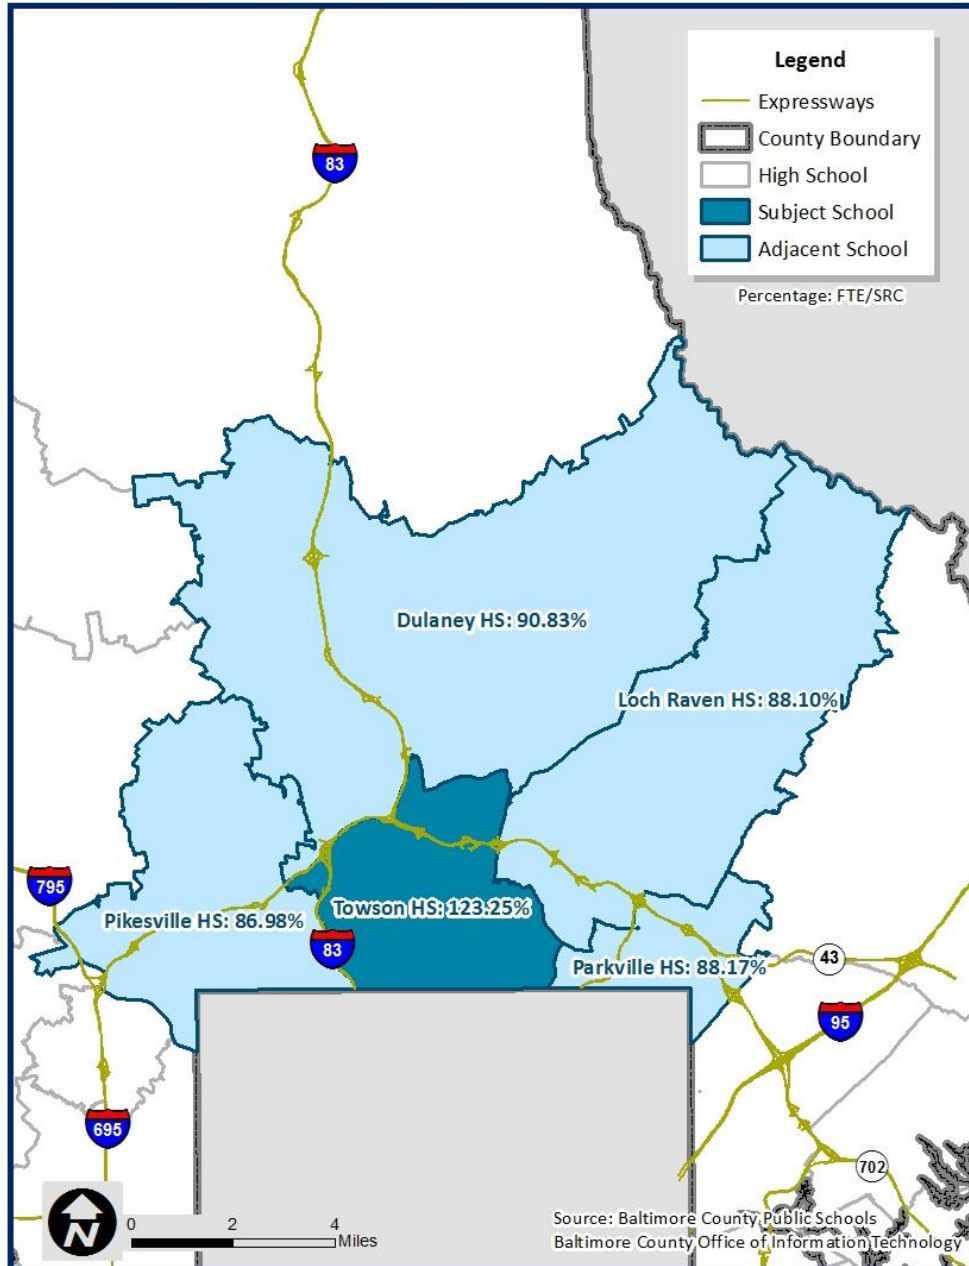 Legend
Expressways
County Boundary
High School
Subject School
Adjacent School
Percentage: FTE/SRC
83
Dulaney HS: 90.83%
Loch Raven HS: 88.10%
795
Pikesville HS: 86.98%
Towson HS: 123.25%
83
Parkville HS: 88.17%
43
95
695
702
N
0 2 4
Miles
Source: Baltimore County Public Schools
Baltimore County Office of Information Technology